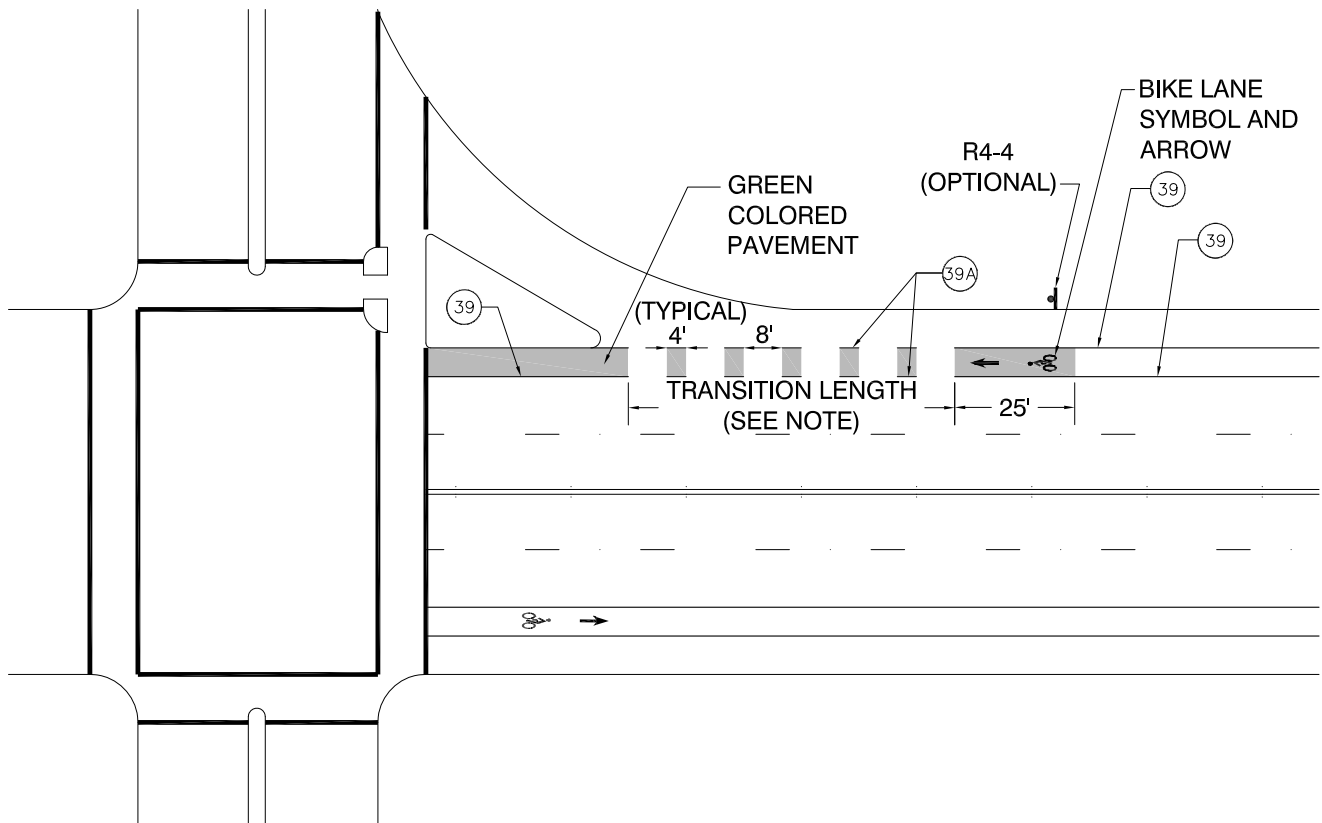 BIKE LANE
SYMBOL AND
ARROW
R4-4
(OPTIONAL)
39
GREEN
COLORED
PAVEMENT
39
39A
39
(TYPICAL)
4'
8'
TRANSITION LENGTH
(SEE NOTE)
25'